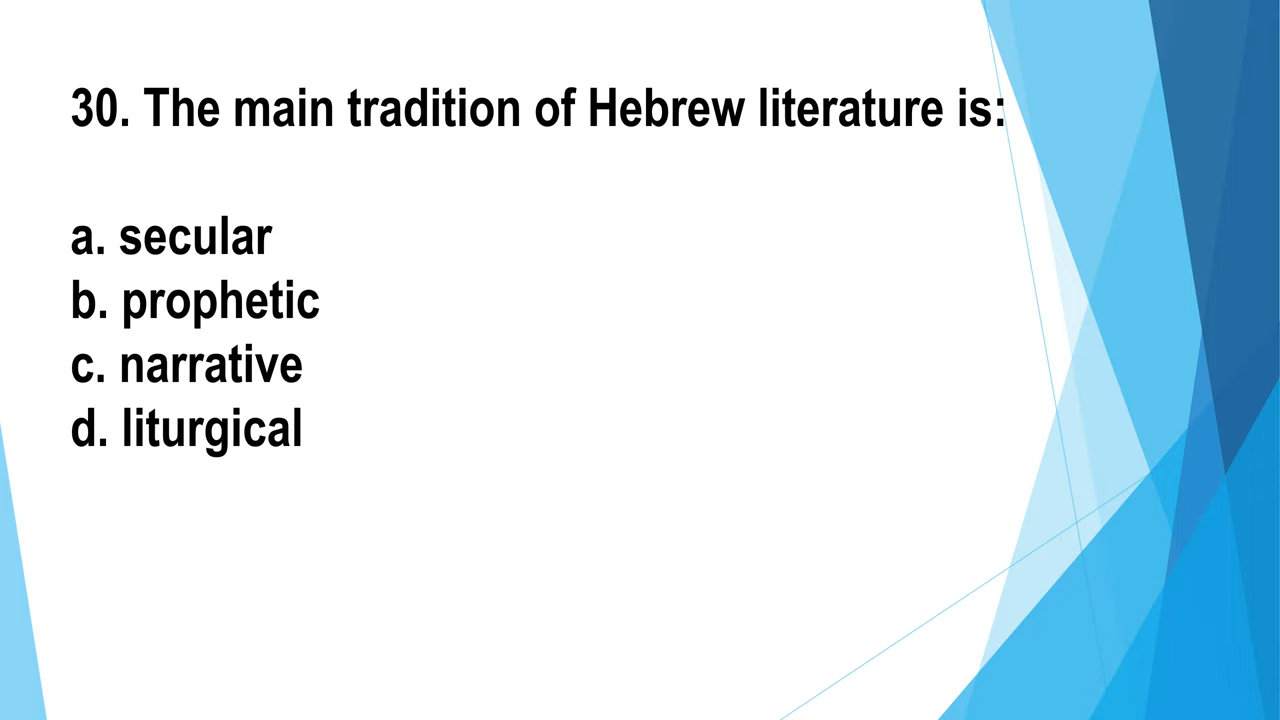 30. The main tradition of Hebrew literature is:
a. secular
b. prophetic
c. narrative
d. liturgical